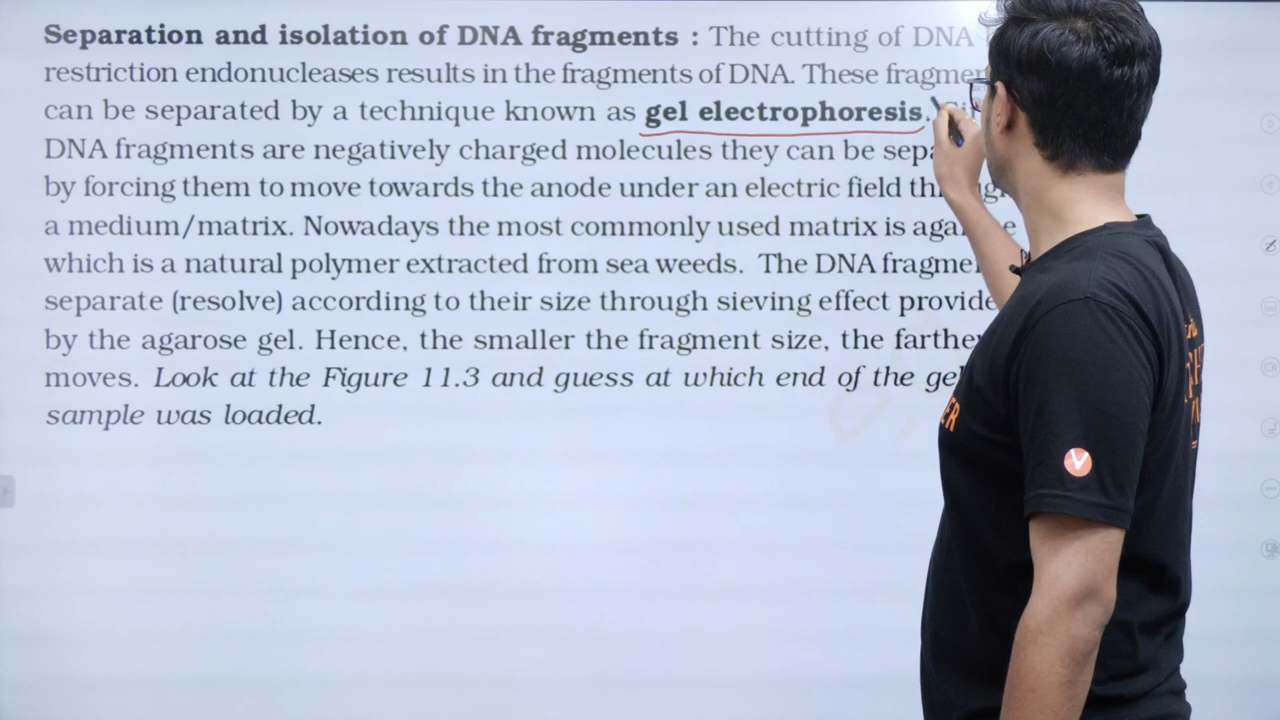 Separation and isolation of DNA fragments : The cutting of DNA
restriction endonucleases results in the fragments of DNA. These
can be separated by a technique known as gel electrophoresis.
DNA fragments are negatively charged molecules they can be
by forcing them to move towards the anode under an electric field
a medium/matrix. Nowadays the most commonly used matrix is
which is a natural polymer extracted from sea weeds. The DNA
separate (resolve) according to their size through sieving effect
by the agarose gel. Hence, the smaller the fragment size, the
moves. Look at the Figure 11.3 and guess at which end of the
sample was loaded.